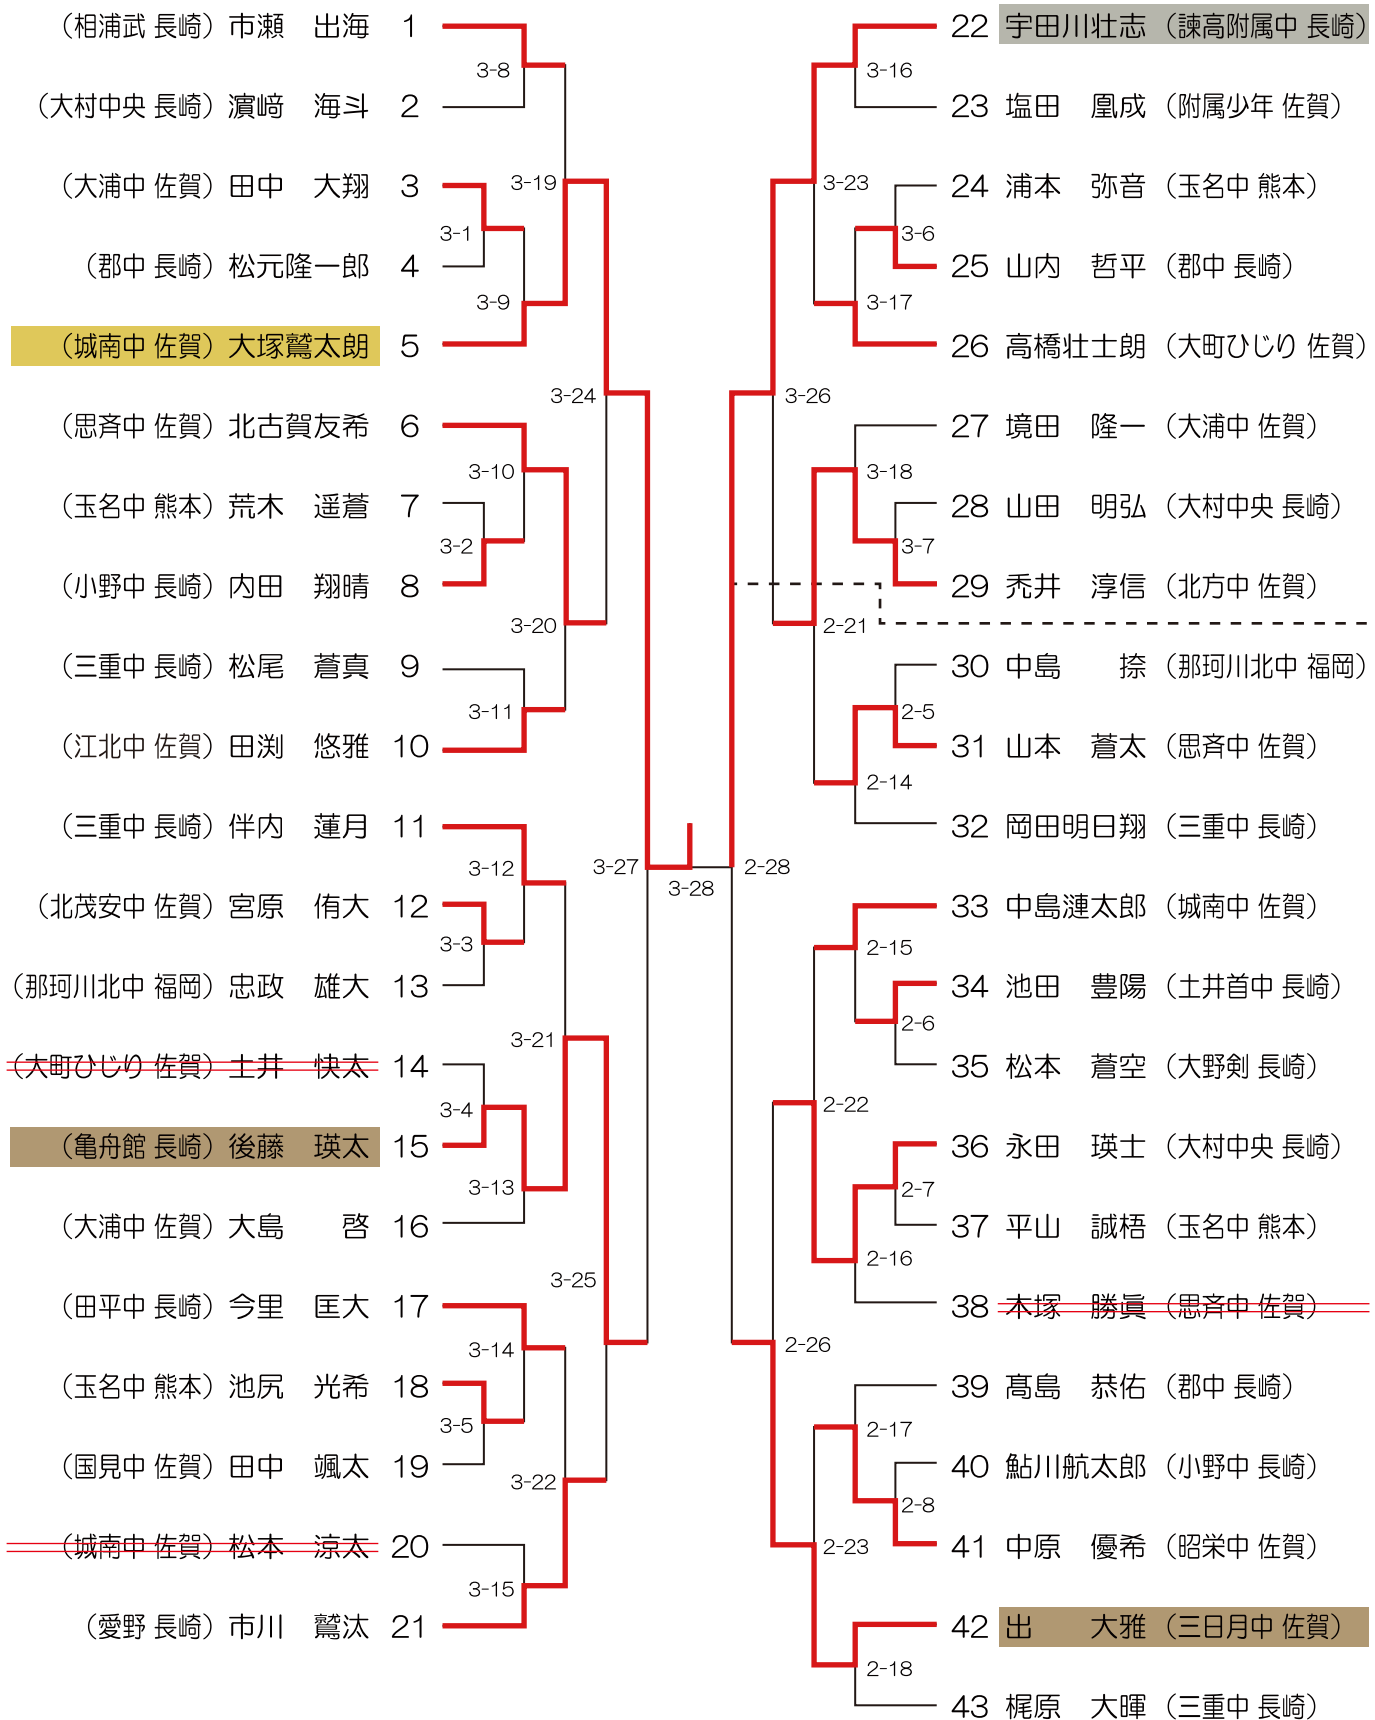 (相浦武 長崎) 市瀬 出海 1
3-8
(大村中央 長崎) 濵﨑 海斗 2
(大浦中 佐賀) 田中 大翔 3
3-19
3-1
(郡中 長崎) 松元隆一郎 4
3-9
(城南中 佐賀) 大塚鷲太朗 5
3-24
(思斉中 佐賀) 北古賀友希 6
3-10
(玉名中 熊本) 荒木 遥蒼 7
3-2
(小野中 長崎) 内田 翔晴 8
3-20
(三重中 長崎) 松尾 蒼真 9
3-11
(江北中 佐賀) 田渕 悠雅 10
(三重中 長崎) 伴内 蓮月 11
3-12
(北茂安中 佐賀) 宮原 侑大 12
3-3
(那珂川北中 福岡) 忠政 雄大 13
3-21
(大町ひじり 佐賀) 土井 快太 14
3-4
(亀舟館 長崎) 後藤 瑛太 15
3-13
(大浦中 佐賀) 大島 啓 16
3-25
(田平中 長崎) 今里 匡大 17
3-14
(玉名中 熊本) 池尻 光希 18
3-5
(国見中 佐賀) 田中 颯太 19
3-22
(城南中 佐賀) 松本 涼太 20
3-15
(愛野 長崎) 市川 鷲汰 21
3-27
3-28
2-28
22 宇田川壮志 (諫高附属中 長崎)
3-16
23 塩田 凰成 (附属少年 佐賀)
3-23
24 浦本 弥音 (玉名中 熊本)
3-6
25 山内 哲平 (郡中 長崎)
3-17
26 高橋壮士朗 (大町ひじり 佐賀)
3-26
27 境田 隆一 (大浦中 佐賀)
3-18
28 山田 明弘 (大村中央 長崎)
3-7
29 禿井 淳信 (北方中 佐賀)
2-21
30 中島 捺 (那珂川北中 福岡)
2-5
31 山本 蒼太 (思斉中 佐賀)
2-14
32 岡田明日翔 (三重中 長崎)
33 中島漣太郎 (城南中 佐賀)
2-15
34 池田 豊陽 (土井首中 長崎)
2-6
35 松本 蒼空 (大野剣 長崎)
2-22
36 永田 瑛士 (大村中央 長崎)
2-7
37 平山 誠梧 (玉名中 熊本)
2-16
38 木塚 勝眞 (思斉中 佐賀)
2-26
39 髙島 恭佑 (郡中 長崎)
2-17
40 鮎川航太郎 (小野中 長崎)
2-8
41 中原 優希 (昭栄中 佐賀)
2-23
42 出 大雅 (三日月中 佐賀)
2-18
43 梶原 大暉 (三重中 長崎)